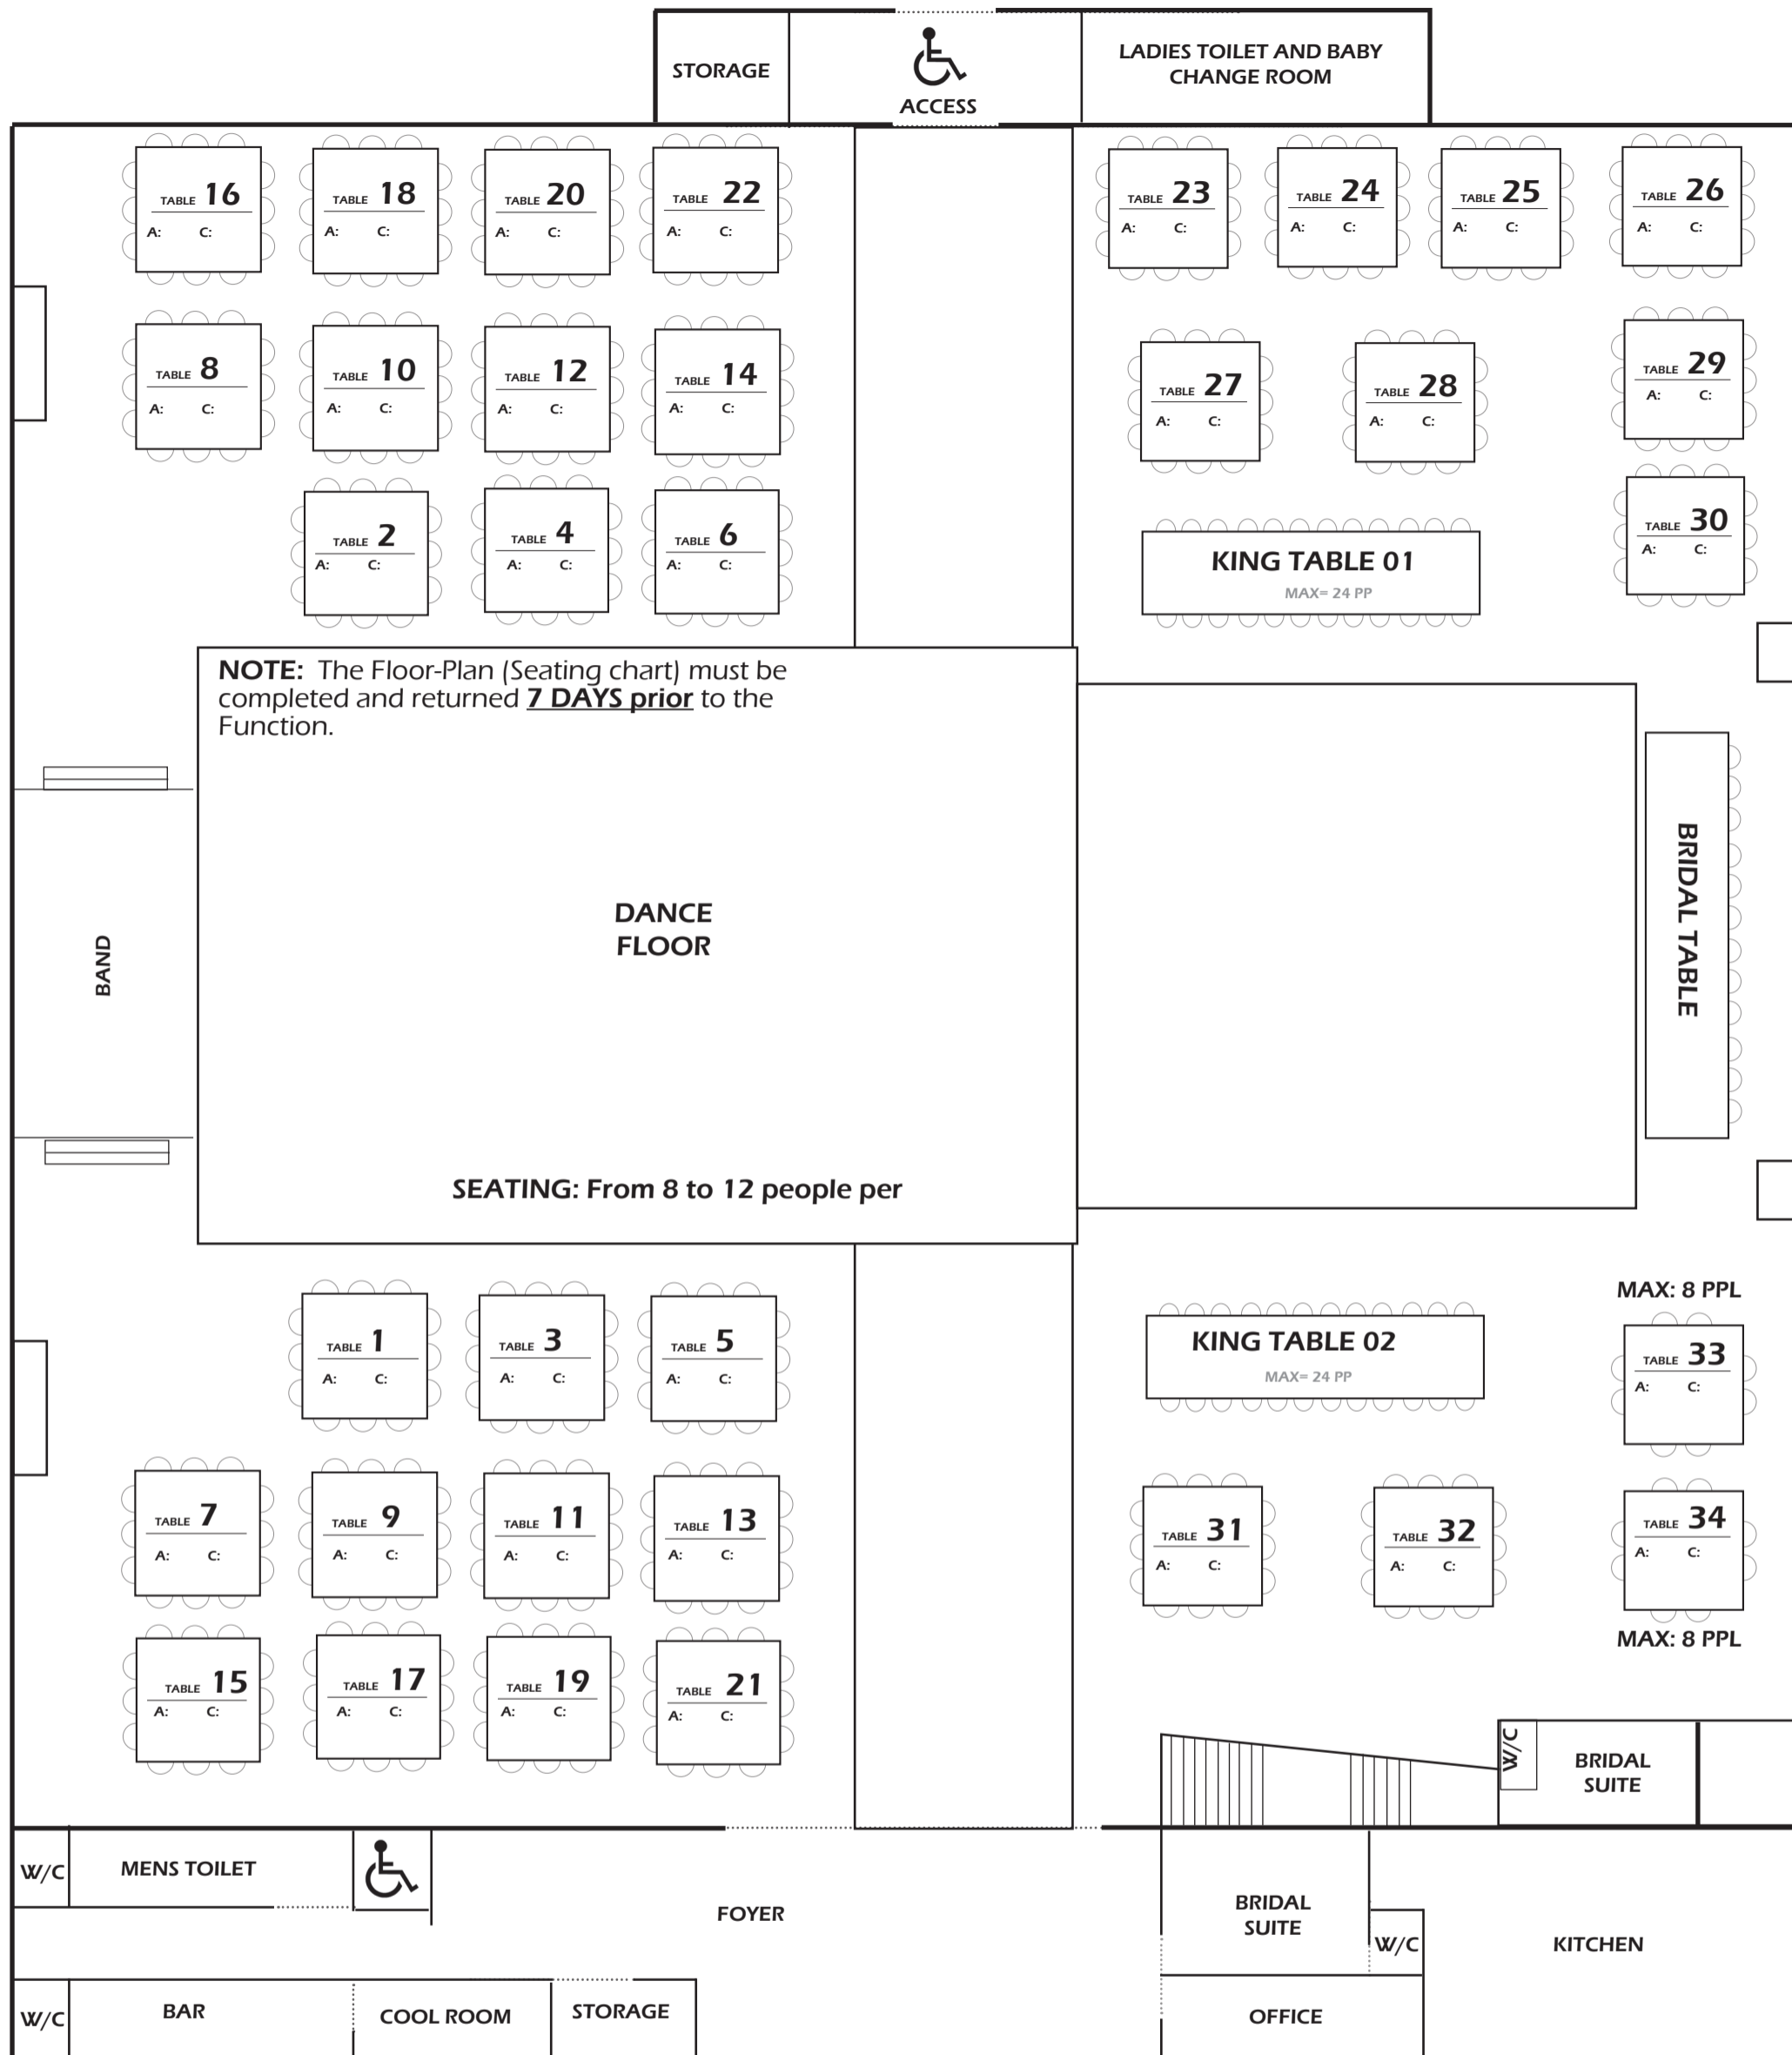 STORAGE
ACCESS
LADIES TOILET AND BABY
CHANGE ROOM
TABLE 16
A: C:
TABLE 18
A: C:
TABLE 20
A: C:
TABLE 22
A: C:
TABLE 23
A: C:
TABLE 24
A: C:
TABLE 25
A: C:
TABLE 26
A: C:
TABLE 8
A: C:
TABLE 10
A: C:
TABLE 12
A: C:
TABLE 14
A: C:
TABLE 27
A: C:
TABLE 28
A: C:
TABLE 29
A: C:
TABLE 2
A: C:
TABLE 4
A: C:
TABLE 6
A: C:
KING TABLE 01
MAX= 24 PP
TABLE 30
A: C:
NOTE: The Floor-Plan (Seating chart) must be
completed and returned 7 DAYS prior to the
Function.
BAND
DANCE
FLOOR
BRIDAL TABLE
SEATING: From 8 to 12 people per
TABLE 1
A: C:
TABLE 3
A: C:
TABLE 5
A: C:
KING TABLE 02
MAX= 24 PP
MAX: 8 PPL
TABLE 33
A: C:
TABLE 7
A: C:
TABLE 9
A: C:
TABLE 11
A: C:
TABLE 13
A: C:
TABLE 31
A: C:
TABLE 32
A: C:
TABLE 34
A: C:
MAX: 8 PPL
TABLE 15
A: C:
TABLE 17
A: C:
TABLE 19
A: C:
TABLE 21
A: C:
W/C
BRIDAL
SUITE
W/C
MENS TOILET
FOYER
BRIDAL
SUITE
W/C
KITCHEN
W/C
BAR
COOL ROOM
STORAGE
OFFICE